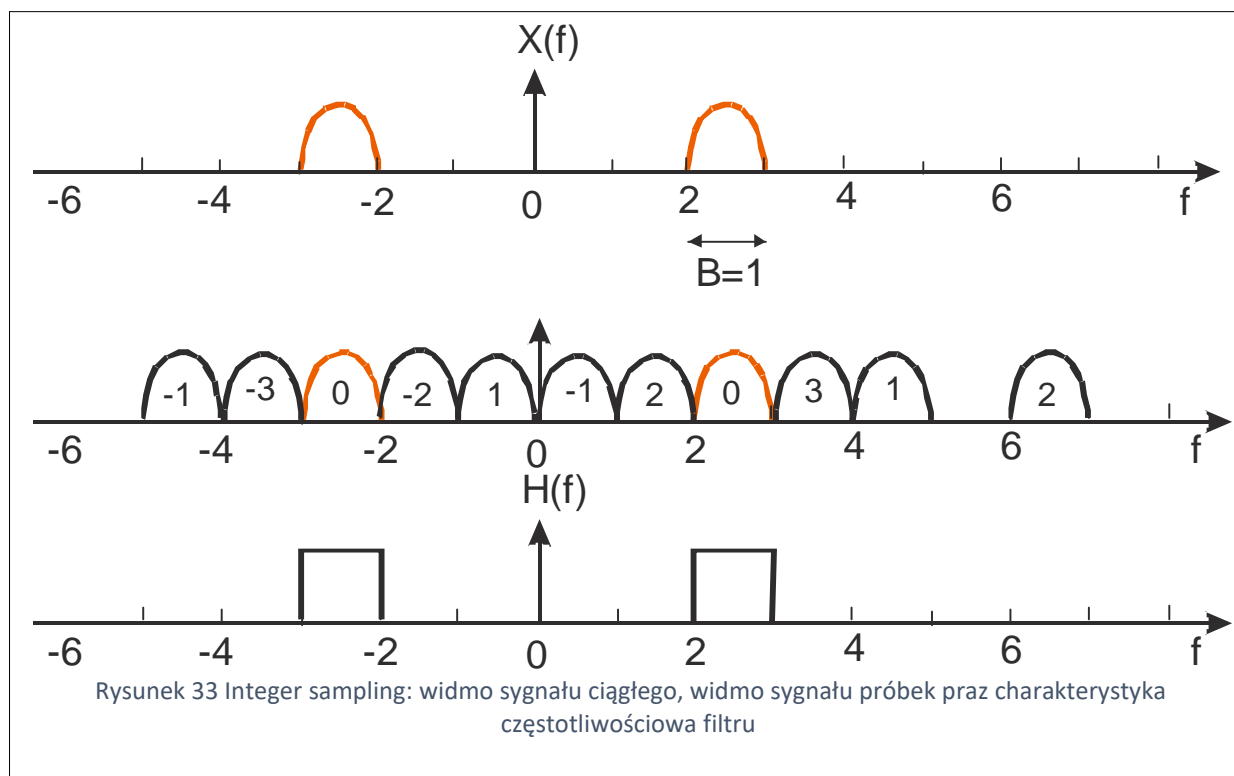 X(f)
-6 -4 -2 0 2 4 6 f
B=1
-1 -3 0 -2 1 -1 2 0 3 1 2
-6 -4 -2 0 2 4 6 f
H(f)
-6 -4 -2 0 2 4 6 f
Rysunek 33 Integer sampling: widmo sygnału ciągłego, widmo sygnału próbek praz charakterystyka
częstotliwościowa filtru